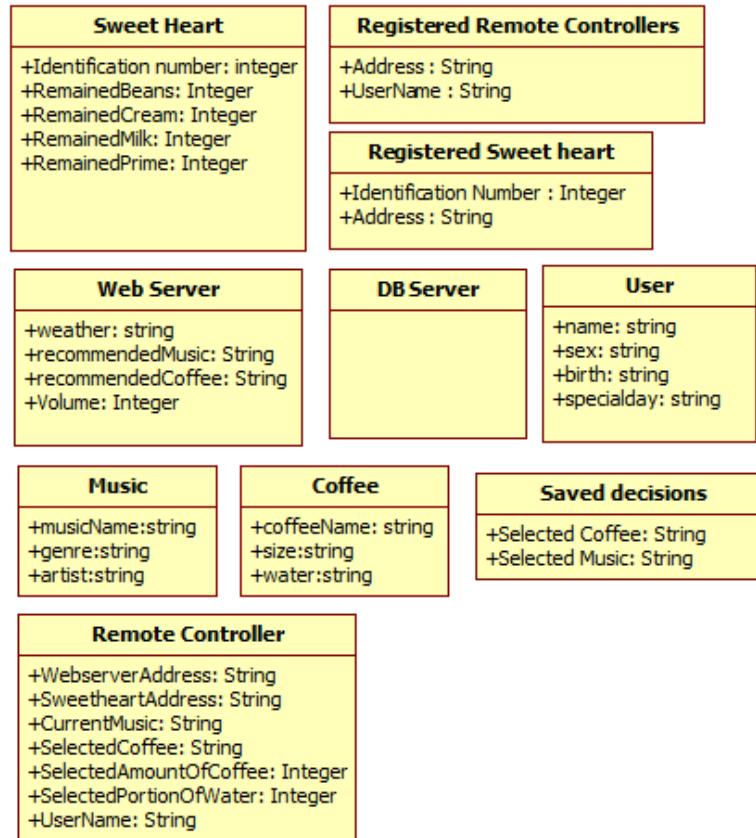 Sweet Heart
+Identification number: integer
+RemainedBeans: Integer
+RemainedCream: Integer
+RemainedMilk: Integer
+RemainedPrime: Integer
Registered Remote Controllers
+Address : String
+UserName : String
Registered Sweet heart
+Identification Number : Integer
+Address : String
Web Server
+weather: string
+recommendedMusic: String
+recommendedCoffee: String
+Volume: Integer
DB Server
User
+name: string
+sex: string
+birth: string
+specialday: string
Music
+musicName:string
+genre:string
+artist:string
Coffee
+coffeeName: string
+size:string
+water:string
Saved decisions
+Selected Coffee: String
+Selected Music: String
Remote Controller
+WebserverAddress: String
+SweetheartAddress: String
+CurrentMusic: String
+SelectedCoffee: String
+SelectedAmountOfCoffee: Integer
+SelectedPortionOfWater: Integer
+UserName: String